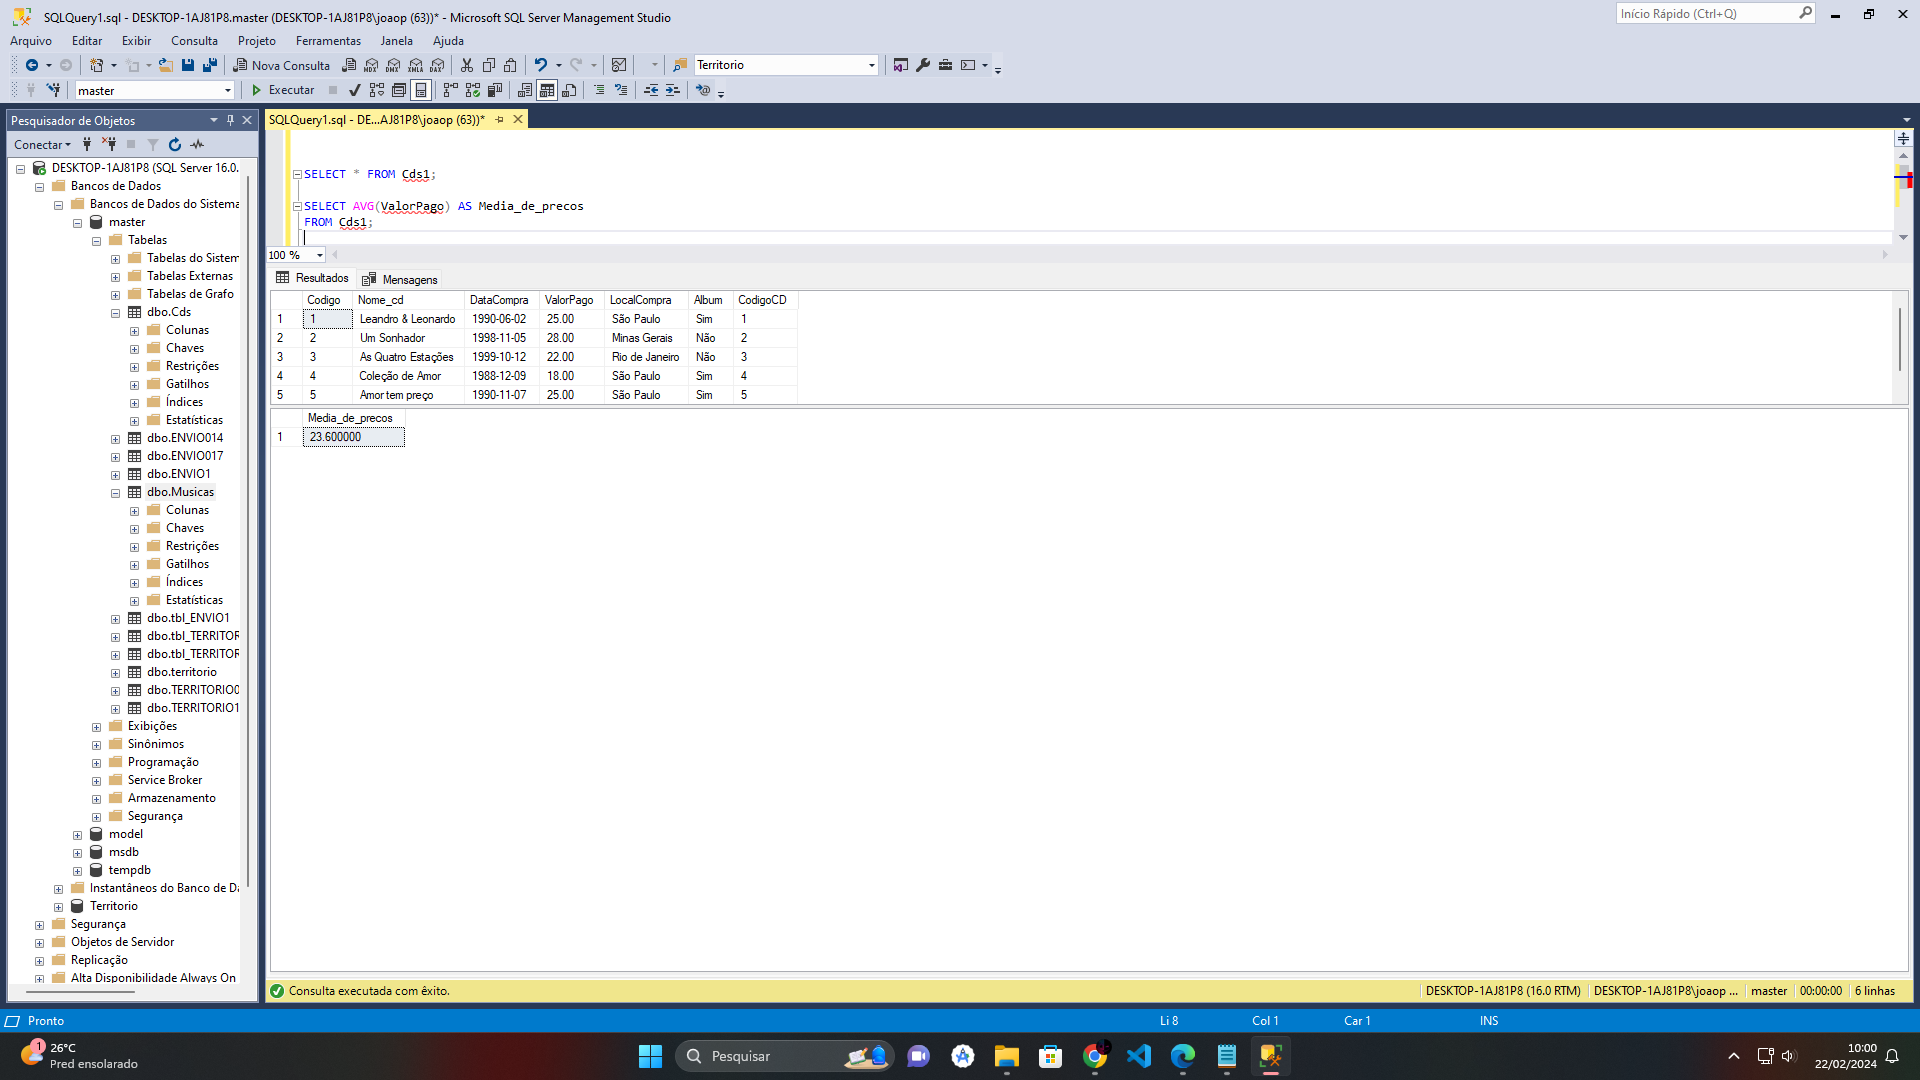 SQLQuery1.sql - DESKTOP-1AJ81P8.master (DESKTOP-1AJ81P8\joaop (63))* - Microsoft SQL Server Management Studio
Início Rápido (Ctrl+Q)
Arquivo Editar Exibir Consulta Projeto Ferramentas Janela Ajuda
Nova Consulta MDX DMX XMLA DAX Territorio
master Executar
Pesquisador de Objetos
Conectar
DESKTOP-1AJ81P8 (SQL Server 16.0.
Bancos de Dados
Bancos de Dados do Sistema
master
Tabelas
Tabelas do Sistem
Tabelas Externas
Tabelas de Grafo
dbo.Cds
Colunas
Chaves
Restrições
Gatilhos
Índices
Estatísticas
dbo.ENVIO014
dbo.ENVIO017
dbo.ENVIO1
dbo.Musicas
Colunas
Chaves
Restrições
Gatilhos
Índices
Estatísticas
dbo.tbl_ENVIO1
dbo.tbl_TERRITOR
dbo.tbl_TERRITOR
dbo.territorio
dbo.TERRITORIO0
dbo.TERRITORIO1
Exibições
Sinônimos
Programação
Service Broker
Armazenamento
Segurança
model
msdb
tempdb
Instantâneos do Banco de Da
Territorio
Segurança
Objetos de Servidor
Replicação
Alta Disponibilidade Always On
SQLQuery1.sql - DE...AJ81P8\joaop (63))*
SELECT * FROM Cds1;
SELECT AVG(ValorPago) AS Media_de_precos
FROM Cds1;
100 %
Resultados Mensagens
Codigo Nome_cd DataCompra ValorPago LocalCompra Album CodigoCD
1 1 Leandro & Leonardo 1990-06-02 25.00 São Paulo Sim 1
2 2 Um Sonhador 1998-11-05 28.00 Minas Gerais Não 2
3 3 As Quatro Estações 1999-10-12 22.00 Rio de Janeiro Não 3
4 4 Coleção de Amor 1988-12-09 18.00 São Paulo Sim 4
5 5 Amor tem preço 1990-11-07 25.00 São Paulo Sim 5
Media_de_precos
1 23.600000
Consulta executada com êxito.
DESKTOP-1AJ81P8 (16.0 RTM) DESKTOP-1AJ81P8\joaop ... master 00:00:00 6 linhas
Pronto Li 8 Col 1 Car 1 INS
1
26°C
Pred ensolarado
Pesquisar
10:00
22/02/2024